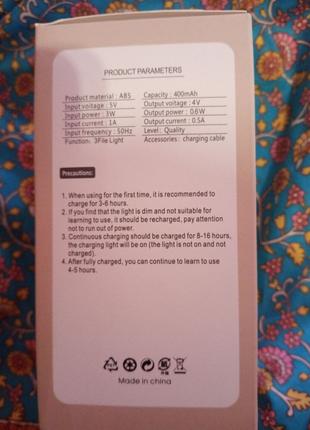 PRODUCT PARAMETERS
Product material : ABS
Input voltage : 5V
Input power : 3W
Input current : 1A
Input frequency : 50Hz
Function: 3File Light
Capacity : 400mAh
Output voltage : 4V
Output power : 0.6W
Output current : 0.5A
Level : Quality
Accessories : charging cable
Precautions:
1. When using for the first time, it is recommended to
charge for 3-6 hours.
2. If you find that the light is dim and not suitable for
learning to use, it should be recharged, pay attention
not to run out of power.
3. Continuous charging should be charged for 8-16 hours,
the charging light will be on (the light is not on and not
charged).
4. After fully charged, you can continue to learn to use
4-5 hours.
Made in china